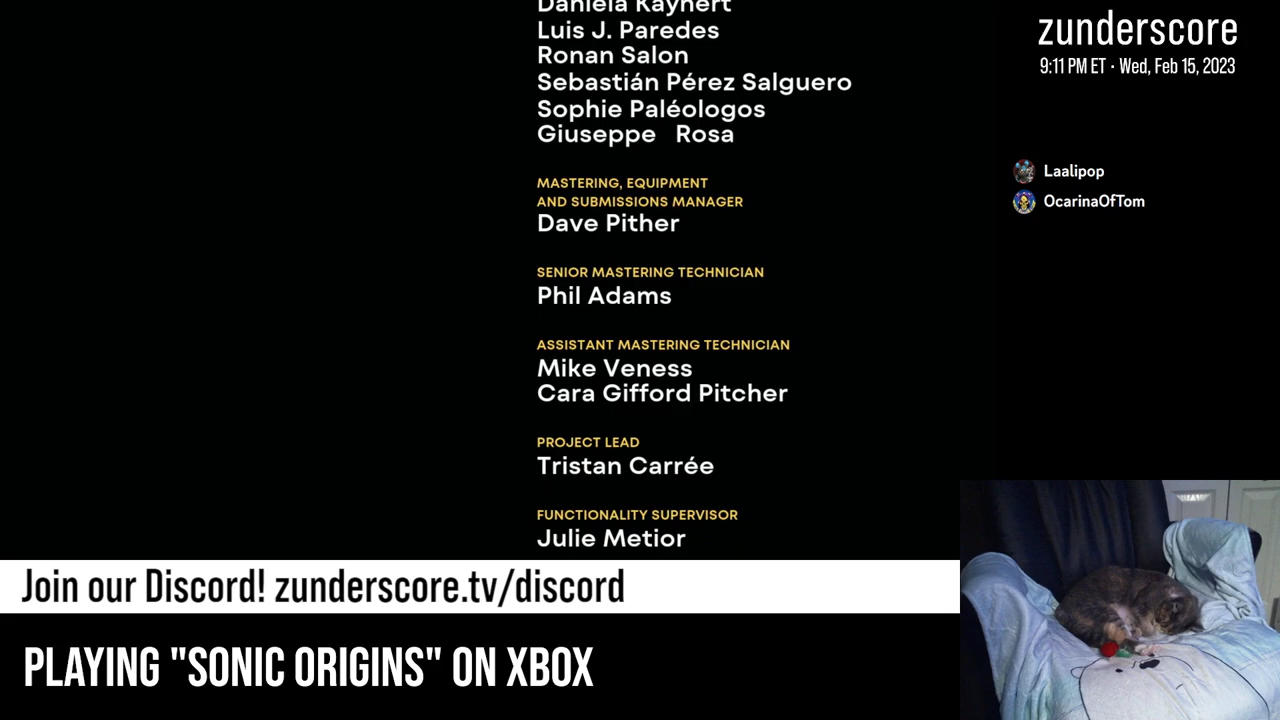 Daniela Kaynert
Luis J. Paredes
Ronan Salon
Sebastián Pérez Salguero
Sophie Paléologos
Giuseppe Rosa
MASTERING, EQUIPMENT
AND SUBMISSIONS MANAGER
Dave Pither
SENIOR MASTERING TECHNICIAN
Phil Adams
ASSISTANT MASTERING TECHNICIAN
Mike Veness
Cara Gifford Pitcher
PROJECT LEAD
Tristan Carrée
FUNCTIONALITY SUPERVISOR
Julie Metior
zunderscore
9:11 PM ET · Wed, Feb 15, 2023
Laalipop
OcarinaOfTom
Join our Discord! zunderscore.tv/discord
PLAYING "SONIC ORIGINS" ON XBOX